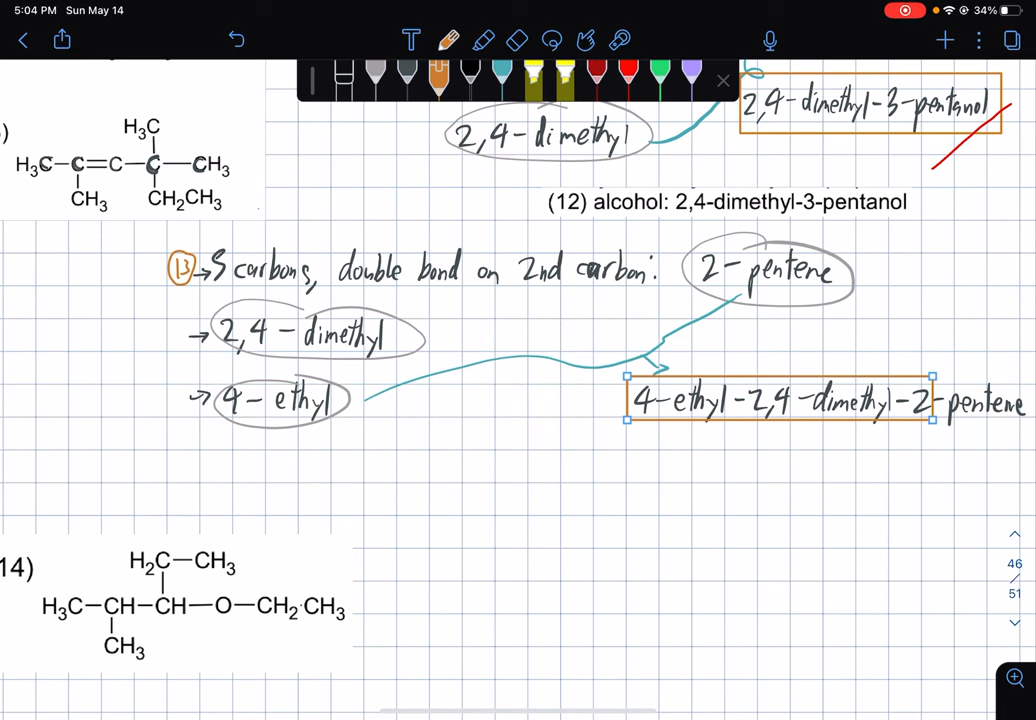 5:04 PM Sun May 14
34%
2,4-dimethyl-3-pentanol
2,4-dimethyl
(12) alcohol: 2,4-dimethyl-3-pentanol
)
H₃C
H₃C—C=C—C—CH₃
CH₃ CH₂CH₃
13 → 5 carbons, double bond on 2nd carbon: 2-pentene
→ 2,4-dimethyl
→ 4-ethyl
4-ethyl-2,4-dimethyl-2-pentene
46
/
51
14)
H₂C—CH₃
H₃C—CH—CH—O—CH₂·CH₃
CH₃